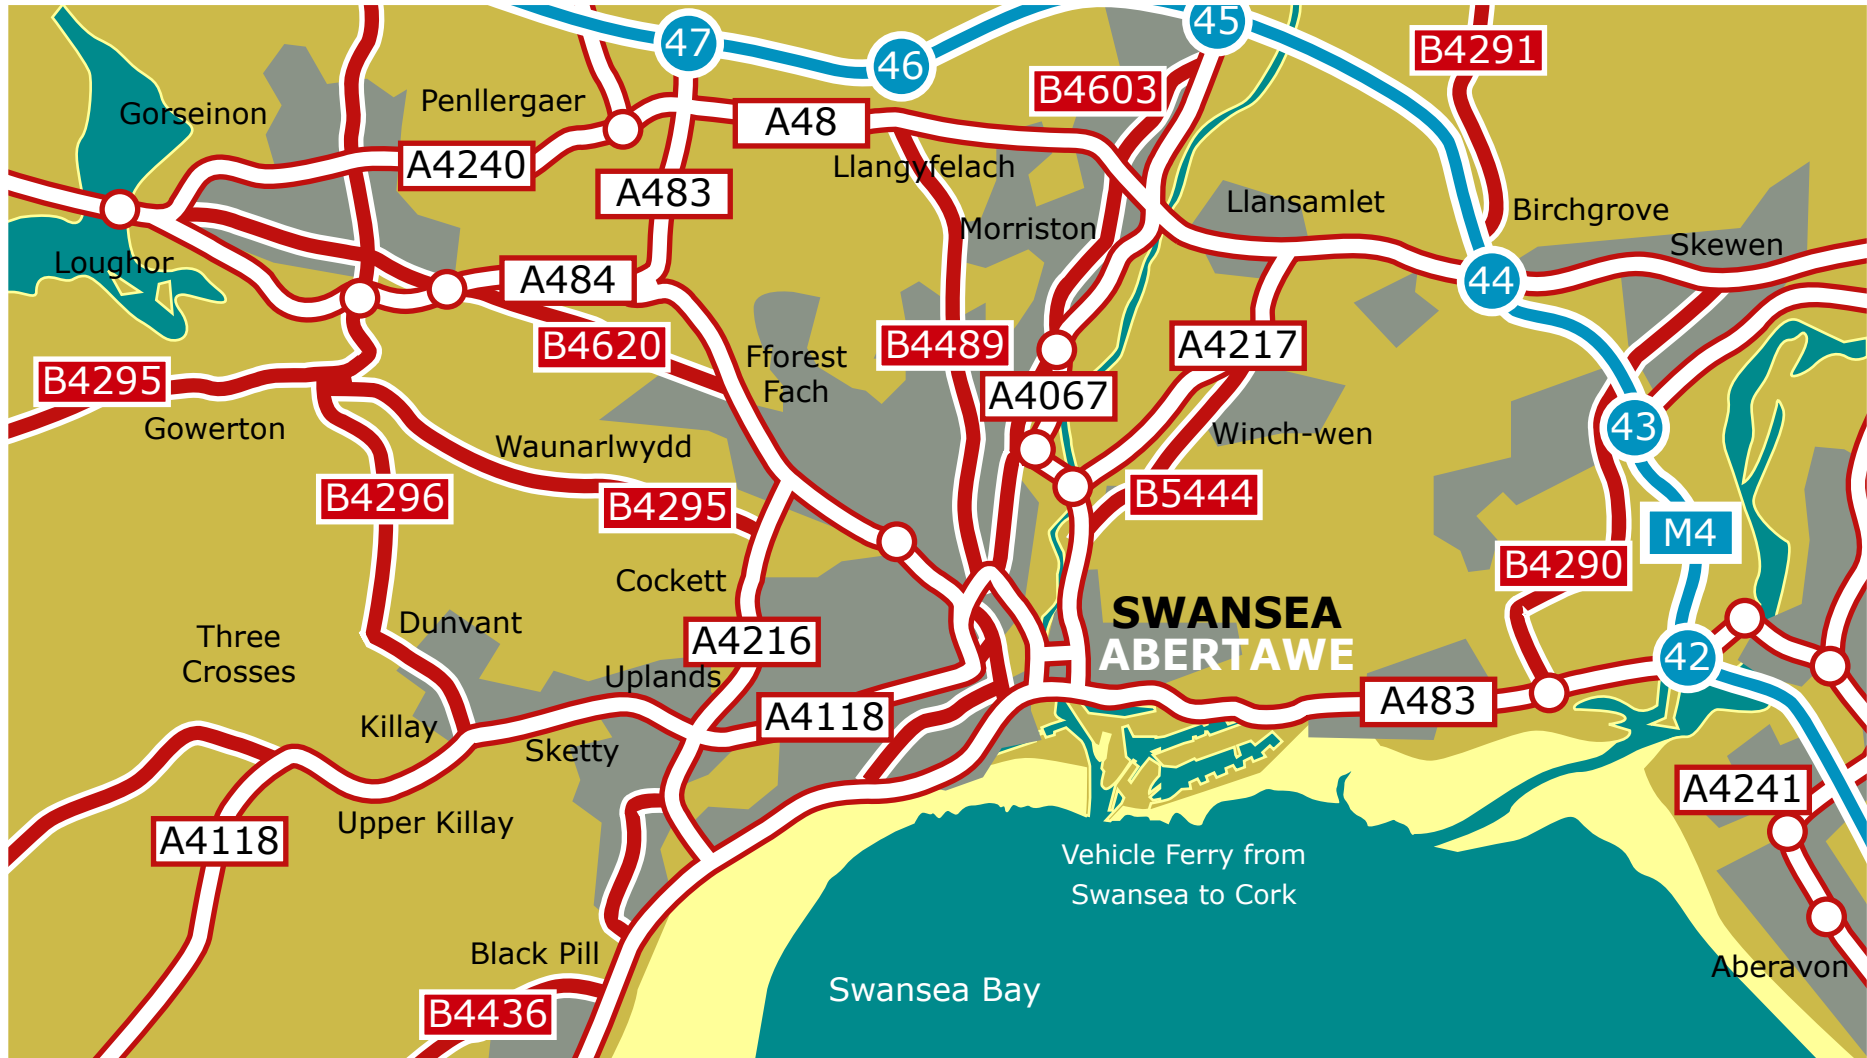 45
47
B4291
46
B4603
Penllergaer
Gorseinon
A48
A4240
Llangyfelach
A483
Llansamlet
Birchgrove
Morriston
Skewen
Loughor
A484
44
B4620
B4489
A4217
Fforest
Fach
B4295
A4067
Gowerton
43
Winch-wen
Waunarlwydd
B4296
B5444
B4295
M4
B4290
Cockett
SWANSEA
ABERTAWE
Dunvant
Three
Crosses
A4216
42
Uplands
A4118
A483
Killay
Sketty
A4241
Upper Killay
A4118
Vehicle Ferry from
Swansea to Cork
Black Pill
Aberavon
Swansea Bay
B4436